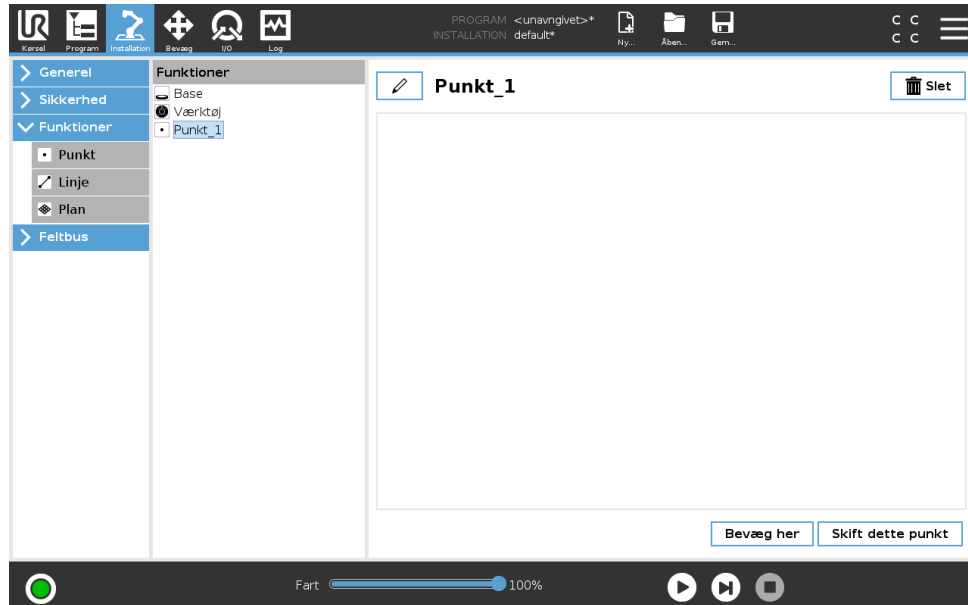 UR
PROGRAM <unavngivet>*
INSTALLATION default*
C C
C C
Kørsel Program Installation Bevæg I/O Log Ny... Åben... Gem...
Generel
Sikkerhed
Funktioner
Punkt
Linje
Plan
Feltbus
Funktioner
Base
Værktøj
Punkt_1
Punkt_1
Slet
Bevæg her Skift dette punkt
Fart 100%